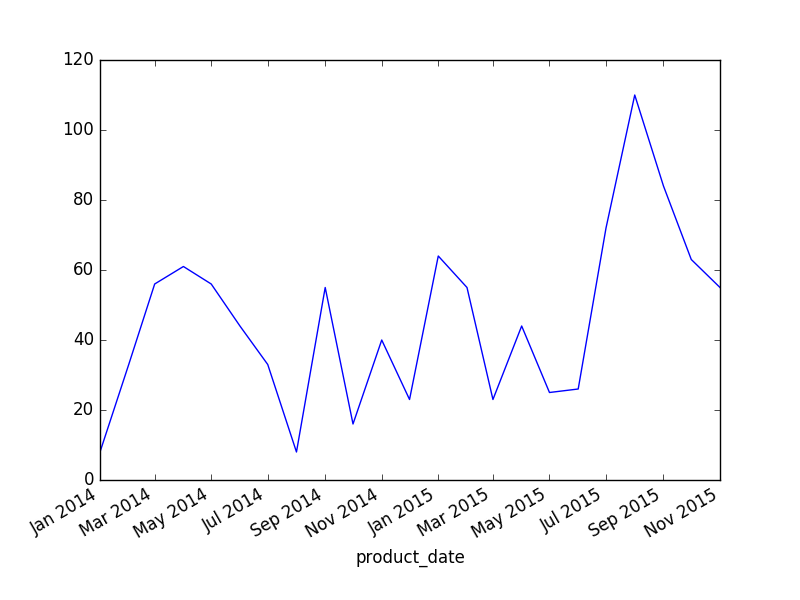 120
100
80
60
40
20
0
Jan 2014
Mar 2014
May 2014
Jul 2014
Sep 2014
Nov 2014
Jan 2015
Mar 2015
May 2015
Jul 2015
Sep 2015
Nov 2015
product_date